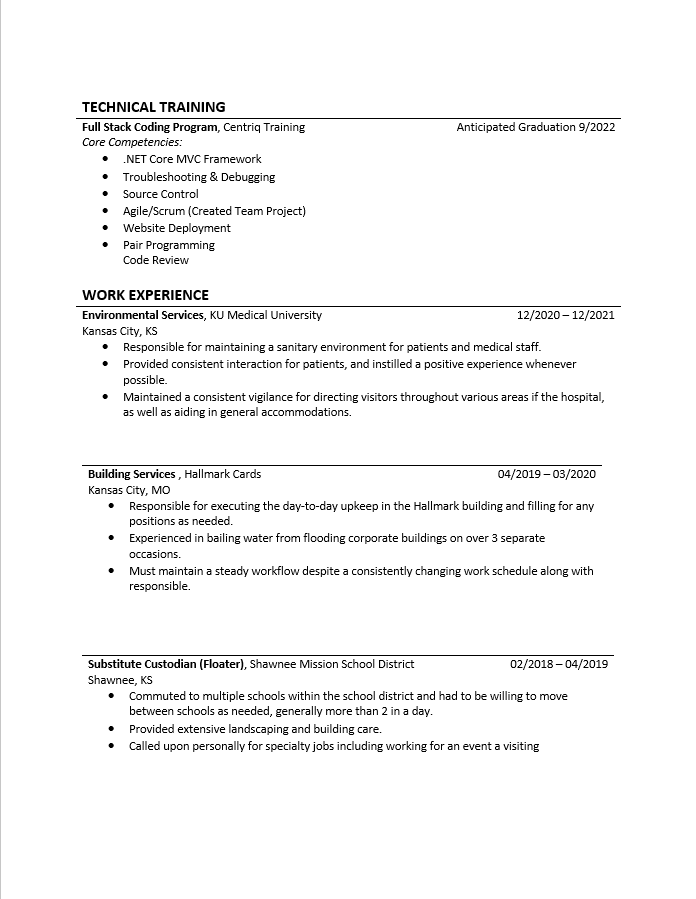 TECHNICAL TRAINING
Full Stack Coding Program, Centriq Training Anticipated Graduation 9/2022
Core Competencies:
• .NET Core MVC Framework
• Troubleshooting & Debugging
• Source Control
• Agile/Scrum (Created Team Project)
• Website Deployment
• Pair Programming
Code Review
WORK EXPERIENCE
Environmental Services, KU Medical University 12/2020 – 12/2021
Kansas City, KS
• Responsible for maintaining a sanitary environment for patients and medical staff.
• Provided consistent interaction for patients, and instilled a positive experience whenever
possible.
• Maintained a consistent vigilance for directing visitors throughout various areas if the hospital,
as well as aiding in general accommodations.
Building Services , Hallmark Cards 04/2019 – 03/2020
Kansas City, MO
• Responsible for executing the day-to-day upkeep in the Hallmark building and filling for any
positions as needed.
• Experienced in bailing water from flooding corporate buildings on over 3 separate
occasions.
• Must maintain a steady workflow despite a consistently changing work schedule along with
responsible.
Substitute Custodian (Floater), Shawnee Mission School District 02/2018 – 04/2019
Shawnee, KS
• Commuted to multiple schools within the school district and had to be willing to move
between schools as needed, generally more than 2 in a day.
• Provided extensive landscaping and building care.
• Called upon personally for specialty jobs including working for an event a visiting